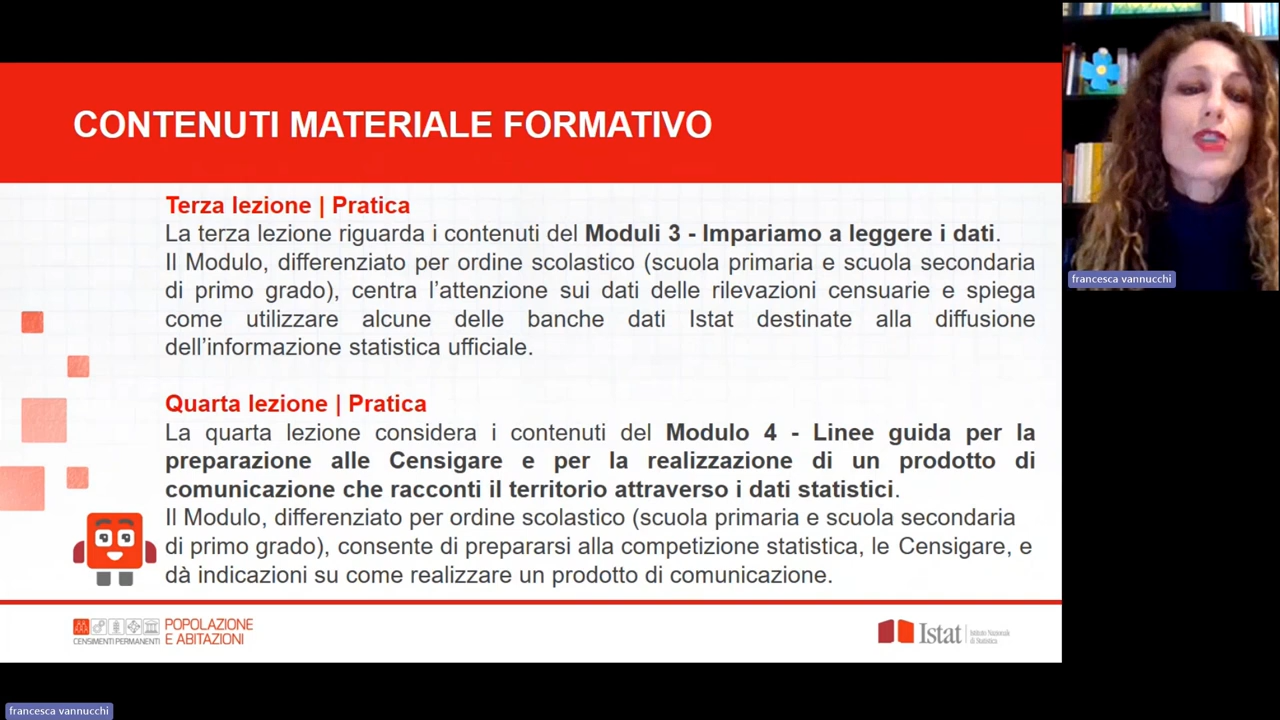 CONTENUTI MATERIALE FORMATIVO
Terza lezione | Pratica
La terza lezione riguarda i contenuti del Moduli 3 - Impariamo a leggere i dati.
Il Modulo, differenziato per ordine scolastico (scuola primaria e scuola secondaria
di primo grado), centra l’attenzione sui dati delle rilevazioni censuarie e spiega
come utilizzare alcune delle banche dati Istat destinate alla diffusione
dell’informazione statistica ufficiale.
Quarta lezione | Pratica
La quarta lezione considera i contenuti del Modulo 4 - Linee guida per la
preparazione alle Censigare e per la realizzazione di un prodotto di
comunicazione che racconti il territorio attraverso i dati statistici.
Il Modulo, differenziato per ordine scolastico (scuola primaria e scuola secondaria
di primo grado), consente di prepararsi alla competizione statistica, le Censigare, e
dà indicazioni su come realizzare un prodotto di comunicazione.
CENSIMENTI PERMANENTI
POPOLAZIONE
E ABITAZIONI
Istat
Istituto Nazionale
di Statistica
francesca vannucchi
francesca vannucchi